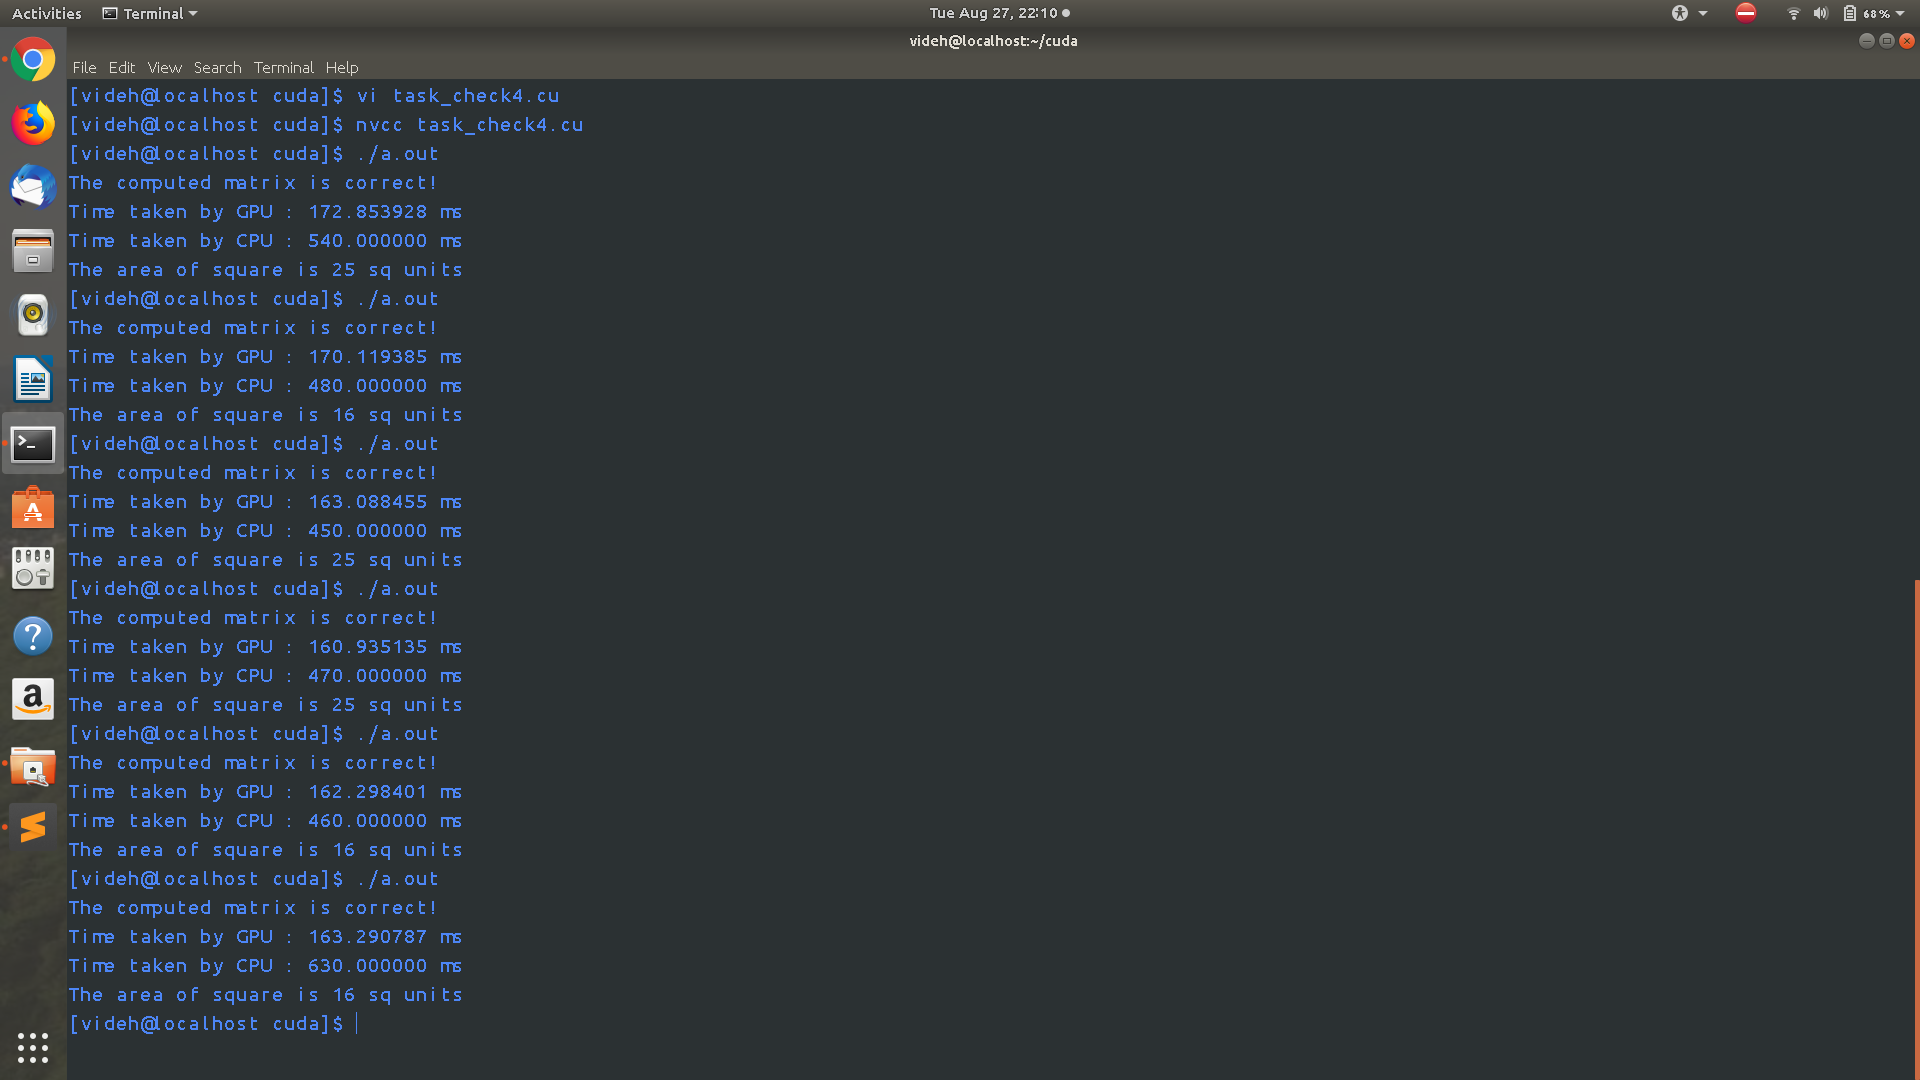 Activities Terminal Tue Aug 27, 22:10 68 %
videh@localhost:~/cuda
File Edit View Search Terminal Help
[videh@localhost cuda]$ vi task_check4.cu
[videh@localhost cuda]$ nvcc task_check4.cu
[videh@localhost cuda]$ ./a.out
The computed matrix is correct!
Time taken by GPU : 172.853928 ms
Time taken by CPU : 540.000000 ms
The area of square is 25 sq units
[videh@localhost cuda]$ ./a.out
The computed matrix is correct!
Time taken by GPU : 170.119385 ms
Time taken by CPU : 480.000000 ms
The area of square is 16 sq units
[videh@localhost cuda]$ ./a.out
The computed matrix is correct!
Time taken by GPU : 163.088455 ms
Time taken by CPU : 450.000000 ms
The area of square is 25 sq units
[videh@localhost cuda]$ ./a.out
The computed matrix is correct!
Time taken by GPU : 160.935135 ms
Time taken by CPU : 470.000000 ms
The area of square is 25 sq units
[videh@localhost cuda]$ ./a.out
The computed matrix is correct!
Time taken by GPU : 162.298401 ms
Time taken by CPU : 460.000000 ms
The area of square is 16 sq units
[videh@localhost cuda]$ ./a.out
The computed matrix is correct!
Time taken by GPU : 163.290787 ms
Time taken by CPU : 630.000000 ms
The area of square is 16 sq units
[videh@localhost cuda]$